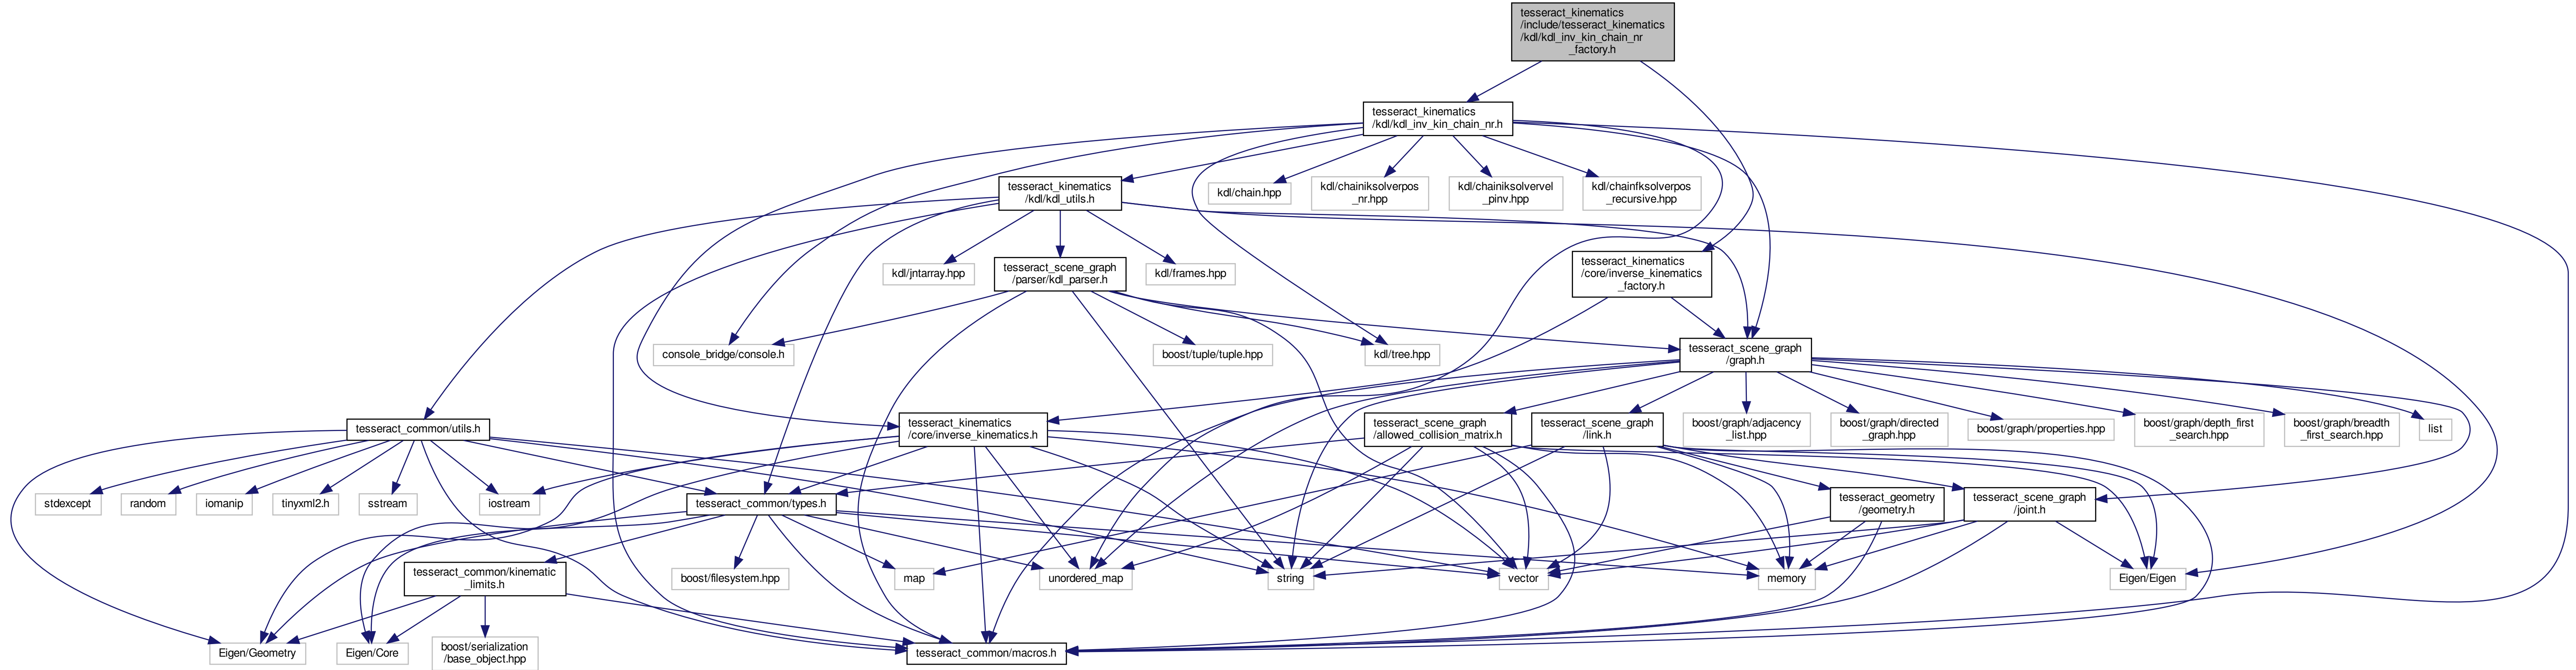 tesseract_kinematics
/include/tesseract_kinematics
/kdl/kdl_inv_kin_chain_nr
_factory.h
tesseract_kinematics
/kdl/kdl_inv_kin_chain_nr.h
tesseract_kinematics
/kdl/kdl_utils.h
kdl/chain.hpp
kdl/chainiksolverpos
_nr.hpp
kdl/chainiksolvervel
_pinv.hpp
kdl/chainfksolverpos
_recursive.hpp
kdl/jntarray.hpp
tesseract_scene_graph
/parser/kdl_parser.h
kdl/frames.hpp
tesseract_kinematics
/core/inverse_kinematics
_factory.h
console_bridge/console.h
boost/tuple/tuple.hpp
kdl/tree.hpp
tesseract_scene_graph
/graph.h
tesseract_common/utils.h
tesseract_kinematics
/core/inverse_kinematics.h
tesseract_scene_graph
/allowed_collision_matrix.h
tesseract_scene_graph
/link.h
boost/graph/adjacency
_list.hpp
boost/graph/directed
_graph.hpp
boost/graph/properties.hpp
boost/graph/depth_first
_search.hpp
boost/graph/breadth
_first_search.hpp
list
stdexcept
random
iomanip
tinyxml2.h
sstream
iostream
tesseract_common/types.h
tesseract_geometry
/geometry.h
tesseract_scene_graph
/joint.h
tesseract_common/kinematic
_limits.h
boost/filesystem.hpp
map
unordered_map
string
vector
memory
Eigen/Eigen
Eigen/Geometry
Eigen/Core
boost/serialization
/base_object.hpp
tesseract_common/macros.h